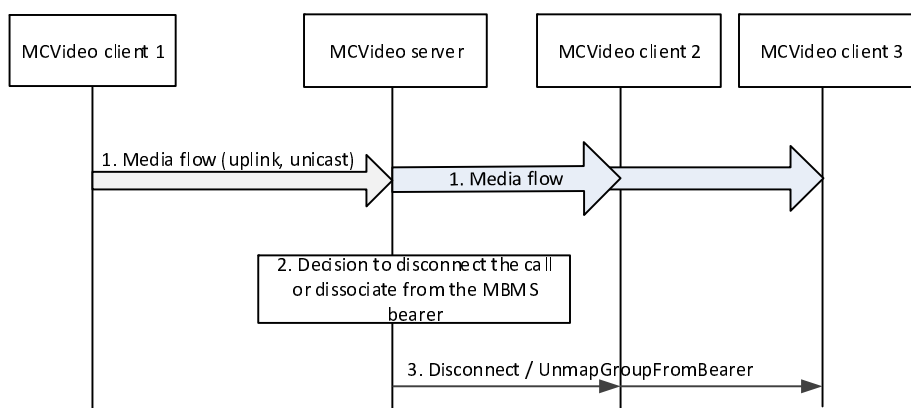 MCVideo client 1
MCVideo server
MCVideo client 2
MCVideo client 3
1. Media flow (uplink, unicast)
1. Media flow
2. Decision to disconnect the call
or dissociate from the MBMS
bearer
3. Disconnect / UnmapGroupFromBearer